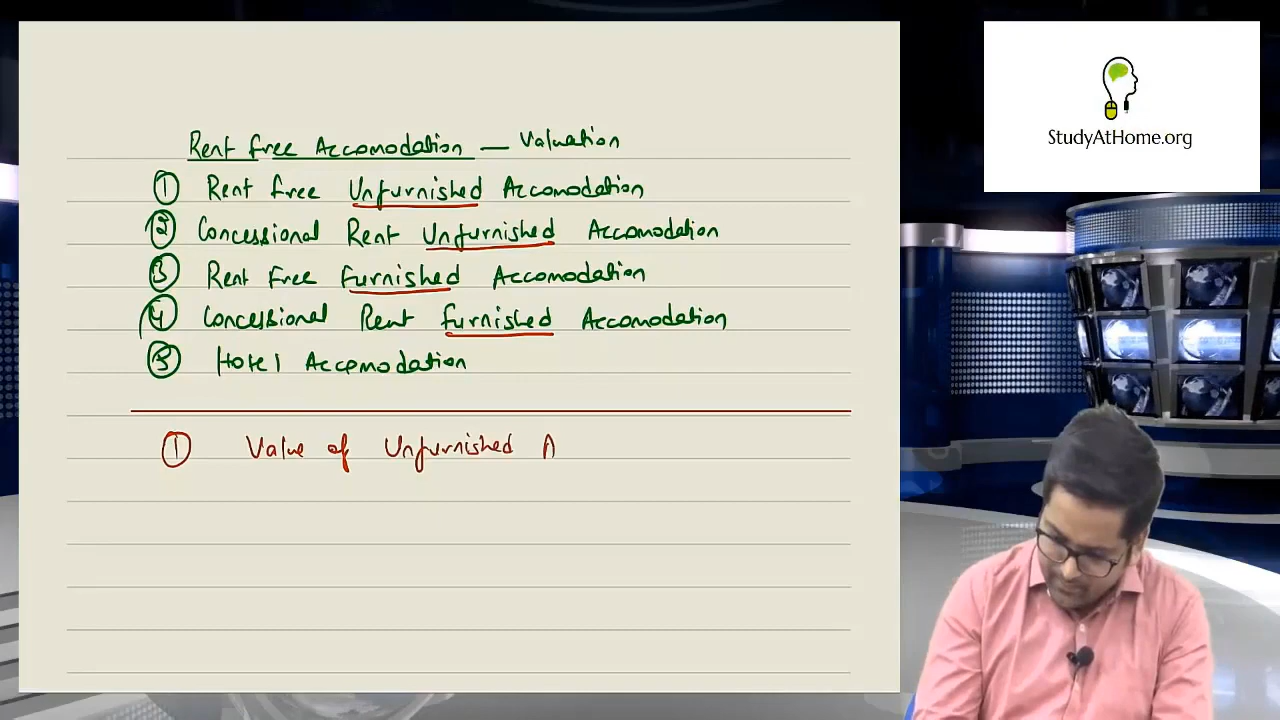 Rent free Accomodation — Valuation
① Rent free Unfurnished Accomodation
② Concessional Rent Unfurnished Accomodation
③ Rent Free Furnished Accomodation
④ Concessional Rent furnished Accomodation
⑤ Hotel Accomodation
① Value of Unfurnished A
StudyAtHome.org